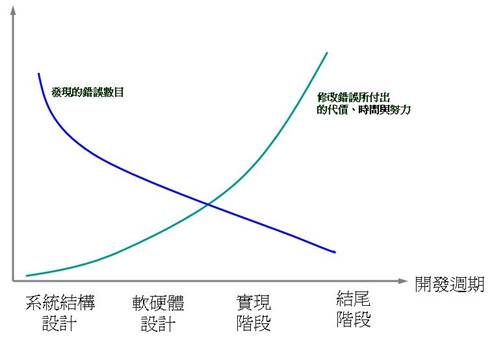 發現的錯誤數目
修改錯誤所付出
的代價、時間與努力
開發週期
系統結構
設計
軟硬體
設計
實現
階段
結尾
階段